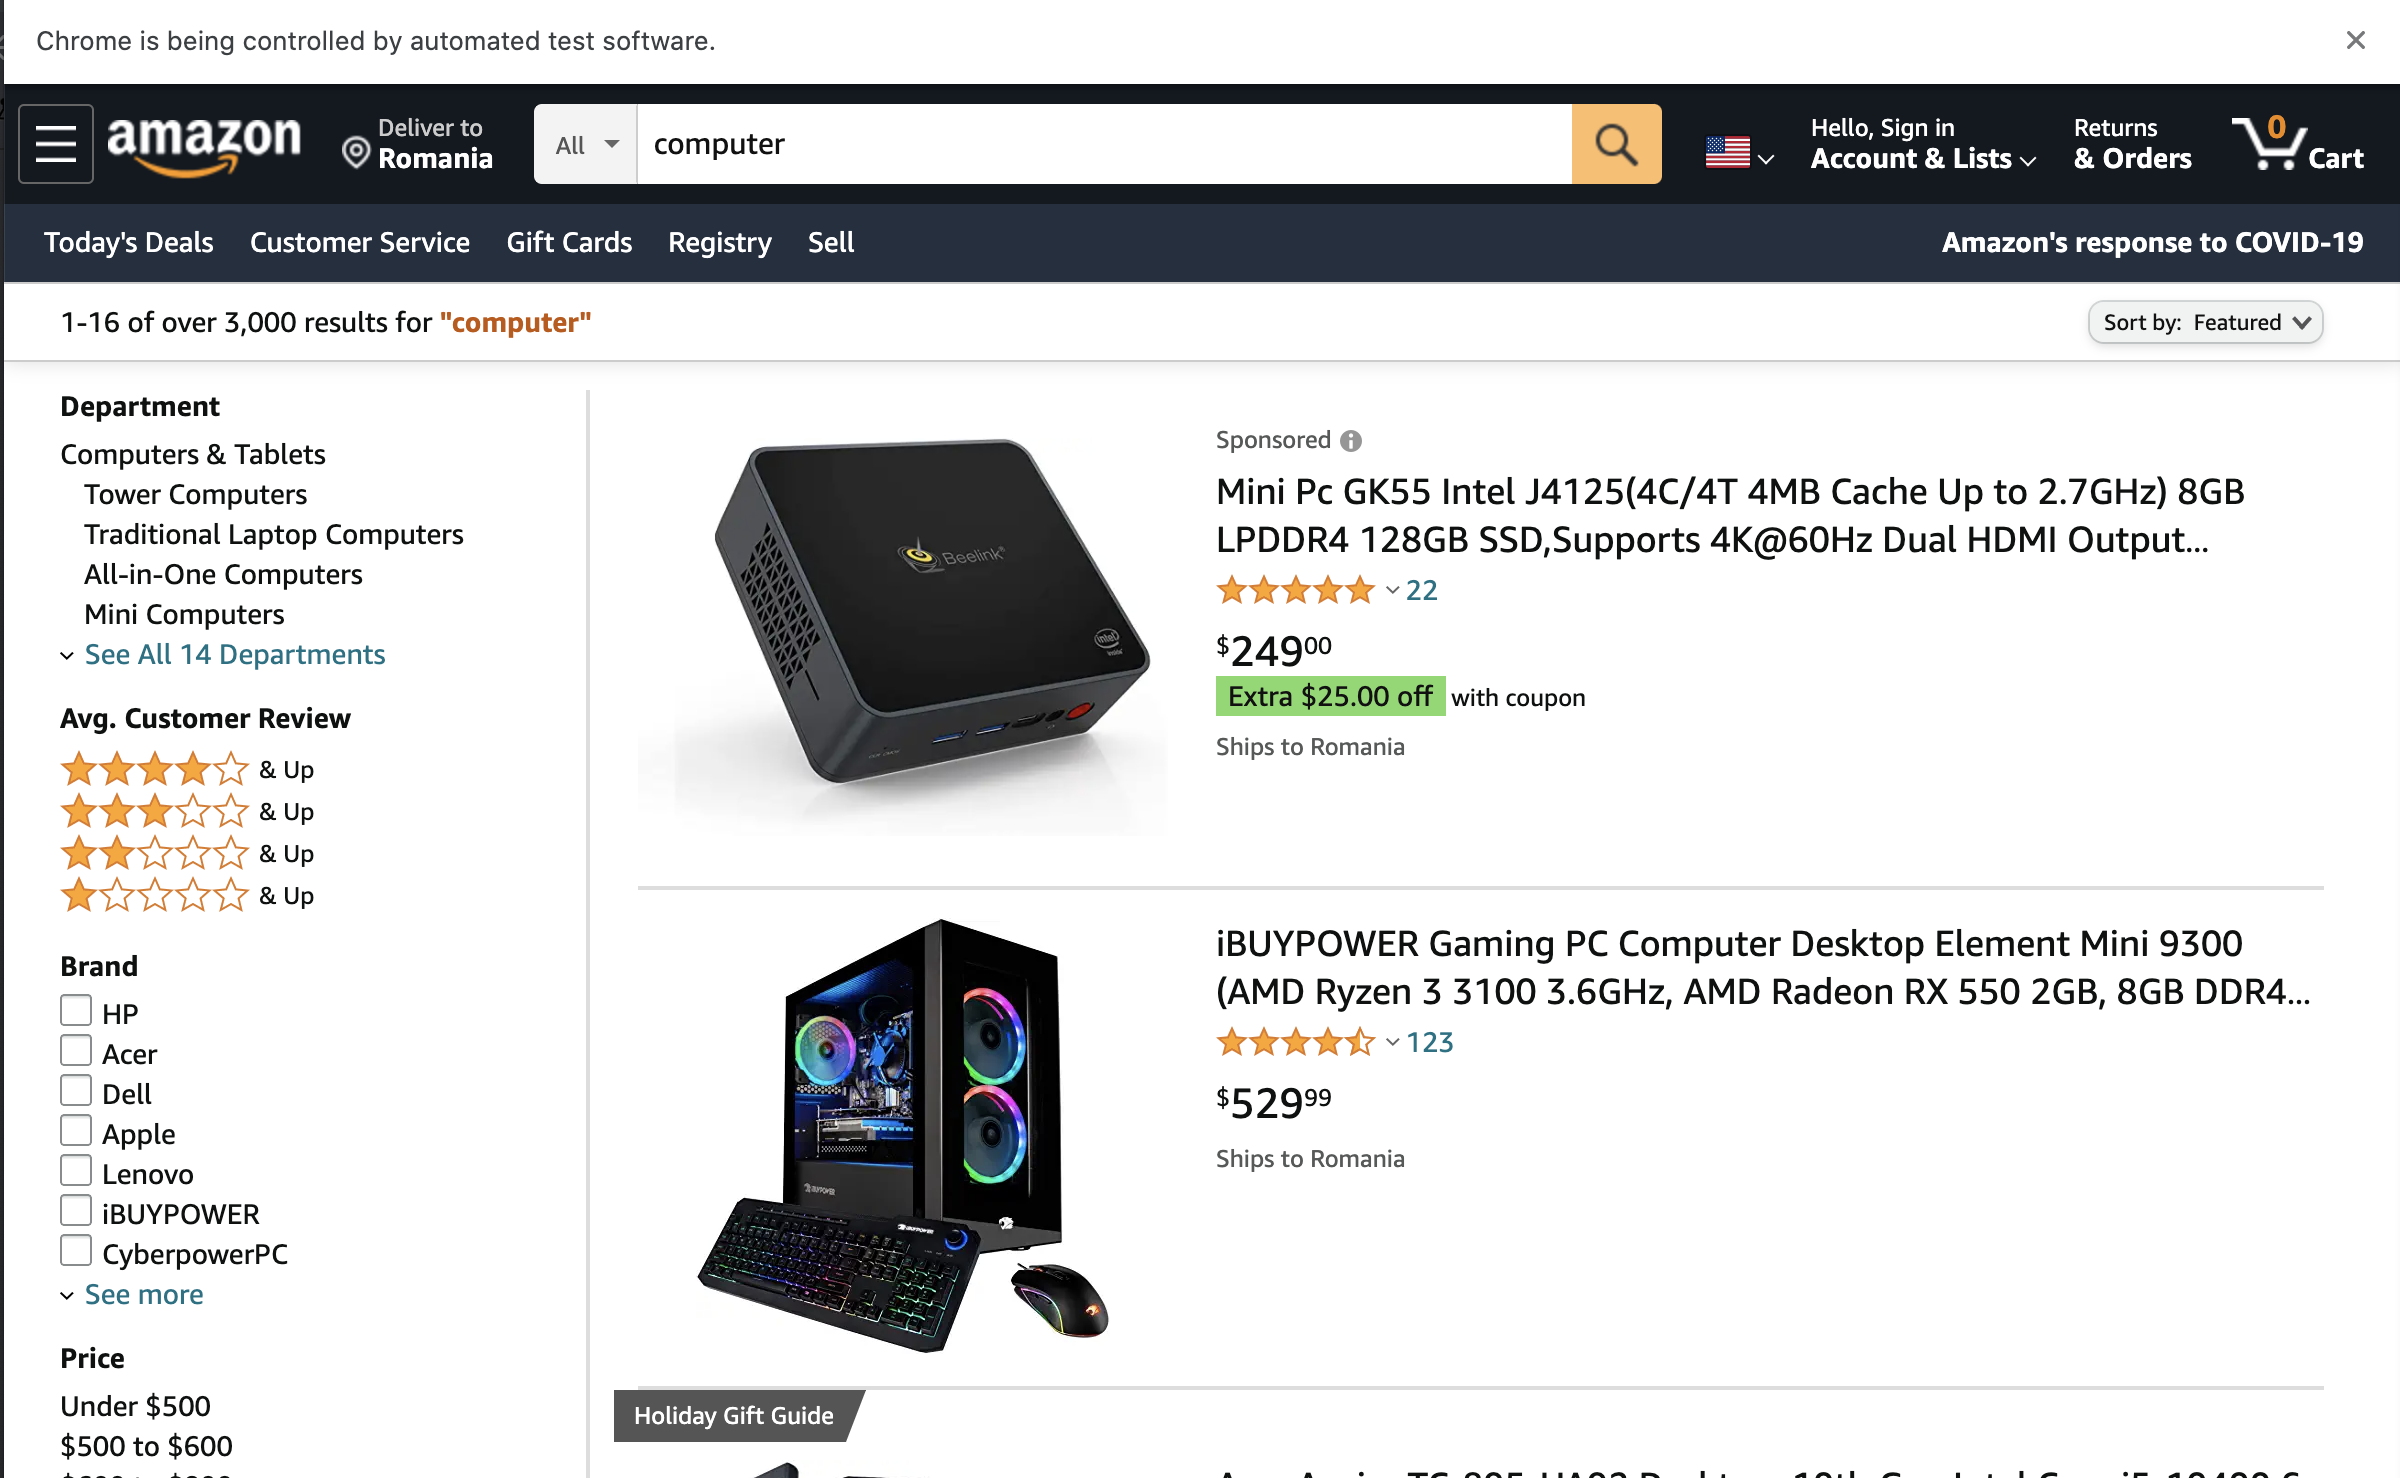 Chrome is being controlled by automated test software.
amazon
Deliver to
Romania
All
computer
Hello, Sign in
Account & Lists
Returns
& Orders
0
Cart
Today's Deals
Customer Service
Gift Cards
Registry
Sell
Amazon's response to COVID-19
1-16 of over 3,000 results for "computer"
Sort by: Featured
Department
Computers & Tablets
Tower Computers
Traditional Laptop Computers
All-in-One Computers
Mini Computers
See All 14 Departments
Avg. Customer Review
& Up
& Up
& Up
& Up
Brand
HP
Acer
Dell
Apple
Lenovo
iBUYPOWER
CyberpowerPC
See more
Price
Under $500
$500 to $600
Beelink
intel
inside
Sponsored
Mini Pc GK55 Intel J4125(4C/4T 4MB Cache Up to 2.7GHz) 8GB
LPDDR4 128GB SSD,Supports 4K@60Hz Dual HDMI Output...
22
$24900
Extra $25.00 off with coupon
Ships to Romania
iBUYPOWER
iBUYPOWER
iBUYPOWER Gaming PC Computer Desktop Element Mini 9300
(AMD Ryzen 3 3100 3.6GHz, AMD Radeon RX 550 2GB, 8GB DDR4...
123
$52999
Ships to Romania
Holiday Gift Guide